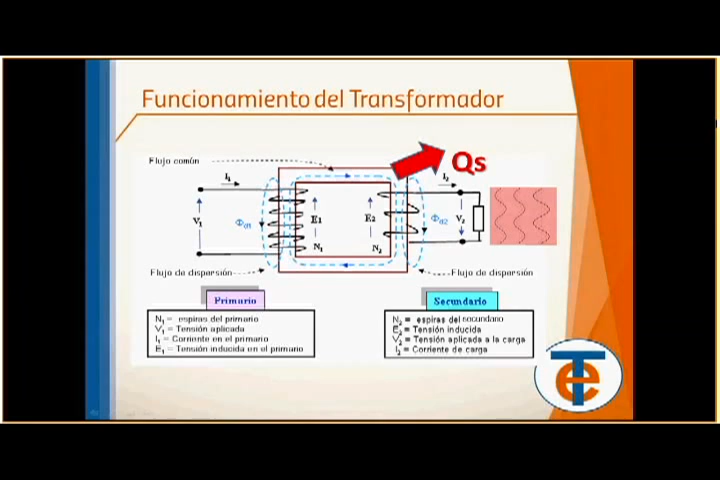 Funcionamiento del Transformador
Flujo común
Qs
I₁
I₂
V₁
Φd1
E1
E2
Φd2
V₂
N₁
N₂
Flujo de dispersión
Flujo de dispersión
Primario
N₁= espiras del primario
V₁= Tensión aplicada
I₁= Corriente en el primario
E₁= Tensión inducida en el primario
Secundario
N₂= espiras del secundario
E₂= Tensión inducida
V₂= Tensión aplicada a la carga
I₂= Corriente de carga
Te